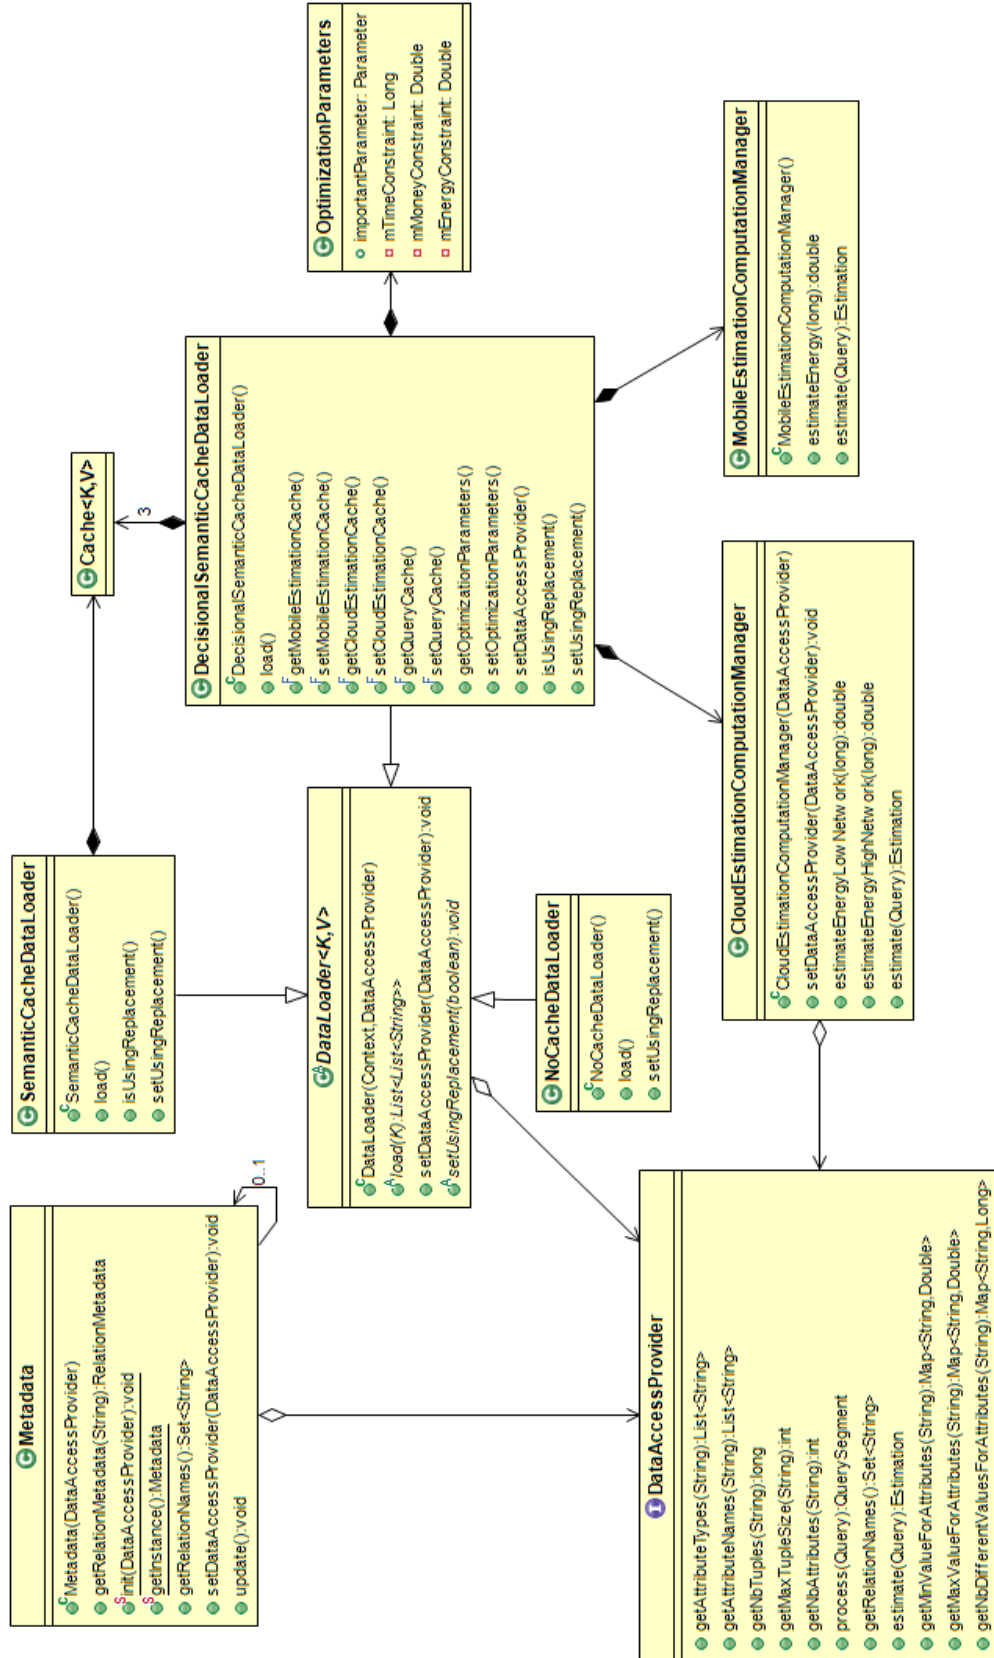 Metadata
Metadata(DataAccessProvider)
getRelationMetadata(String):RelationMetadata
init(DataAccessProvider):void
getInstance():Metadata
getRelationNames():Set<String>
setDataAccessProvider(DataAccessProvider):void
update():void
0..1
SemanticCacheDataLoader
SemanticCacheDataLoader()
load()
isUsingReplacement()
setUsingReplacement()
Cache<K,V>
3
DataLoader<K,V>
DataLoader(Context,DataAccessProvider)
load(K):List<List<String>>
setDataAccessProvider(DataAccessProvider):void
setUsingReplacement(boolean):void
DecisionalSemanticCacheDataLoader
DecisionalSemanticCacheDataLoader()
load()
getMobileEstimationCache()
setMobileEstimationCache()
getCloudEstimationCache()
setCloudEstimationCache()
getQueryCache()
setQueryCache()
getOptimizationParameters()
setOptimizationParameters()
setDataAccessProvider()
isUsingReplacement()
setUsingReplacement()
OptimizationParameters
importantParameter: Parameter
mTimeConstraint: Long
mMoneyConstraint: Double
mEnergyConstraint: Double
NoCacheDataLoader
NoCacheDataLoader()
load()
setUsingReplacement()
DataAccessProvider
getAttributeTypes(String):List<String>
getAttributeNames(String):List<String>
getNbTuples(String):long
getMaxTupleSize(String):int
getNbAttributes(String):int
process(Query):QuerySegment
getRelationNames():Set<String>
estimate(Query):Estimation
getMinValueForAttributes(String):Map<String,Double>
getMaxValueForAttributes(String):Map<String,Double>
getNbDifferentValuesForAttributes(String):Map<String,Long>
CloudEstimationComputationManager
CloudEstimationComputationManager(DataAccessProvider)
setDataAccessProvider(DataAccessProvider):void
estimateEnergyLow Netw ork(long):double
estimateEnergyHighNetw ork(long):double
estimate(Query):Estimation
MobileEstimationComputationManager
MobileEstimationComputationManager()
estimateEnergy(long):double
estimate(Query):Estimation